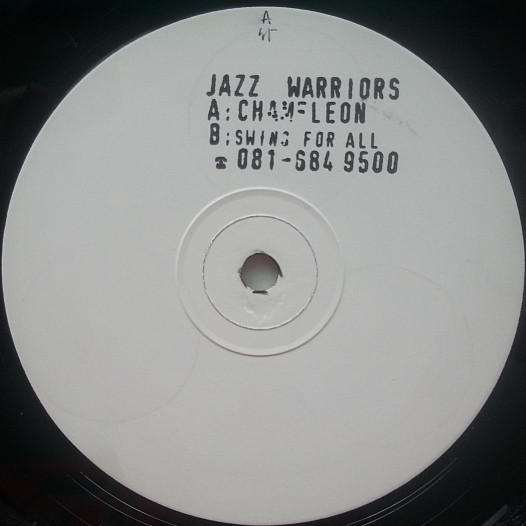 A
JAZZ WARRIORS
A:CHAMELEON
B:SWING FOR ALL
☎ 081-684 9500